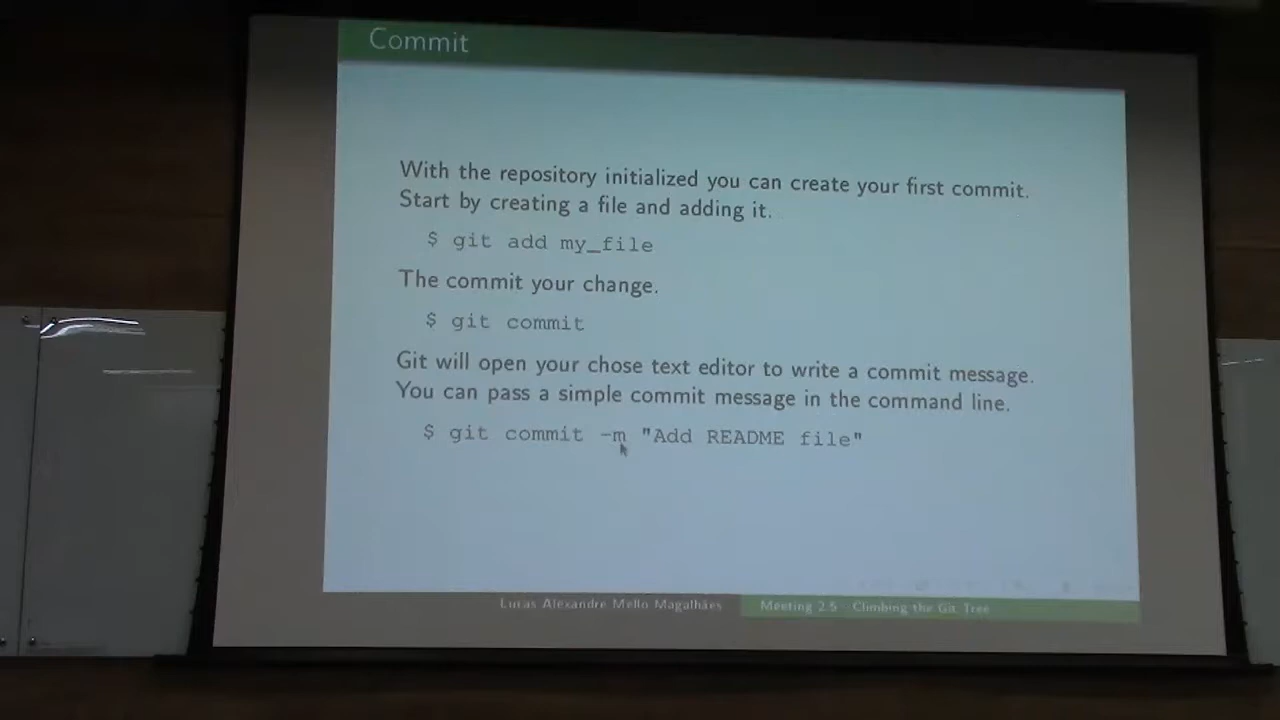 Commit
With the repository initialized you can create your first commit.
Start by creating a file and adding it.
$ git add my_file
The commit your change.
$ git commit
Git will open your chose text editor to write a commit message.
You can pass a simple commit message in the command line.
$ git commit -m "Add README file"
Lucas Alexandre Mello Magalhães
Meeting 2.5 - Climbing the Git Tree